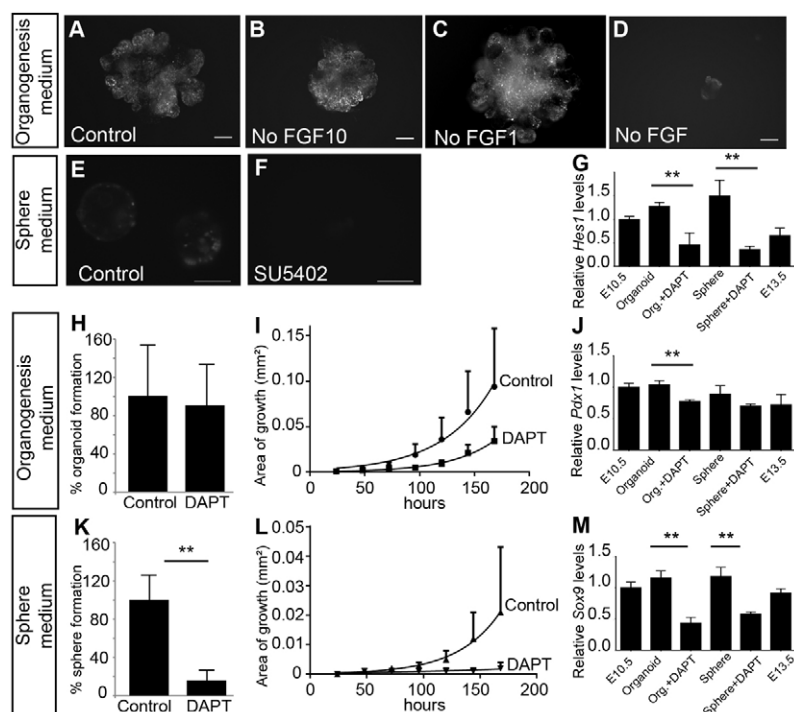 Organogenesis
medium
A
Control
B
No FGF10
C
No FGF1
D
No FGF
Sphere
medium
E
Control
F
SU5402
G
Relative Hes1 levels
1.5
1.0
0.5
0.0
**
**
E10.5
Organoid
Org.+DAPT
Sphere
Sphere+DAPT
E13.5
Organogenesis
medium
H
% organoid formation
160
120
80
40
0
Control DAPT
I
Area of growth (mm²)
0.15
0.10
0.05
0
Control
DAPT
0 50 100 150 200
hours
J
Relative Pdx1 levels
1.5
1.0
0.5
0.0
**
E10.5
Organoid
Org.+DAPT
Sphere
Sphere+DAPT
E13.5
Sphere
medium
K
% sphere formation
160
120
80
40
0
**
Control DAPT
L
Area of growth (mm²)
0.05
0.04
0.03
0.02
0.01
0
Control
DAPT
0 50 100 150 200
hours
M
Relative Sox9 levels
1.5
1.0
0.5
0.0
**
**
E10.5
Organoid
Org.+DAPT
Sphere
Sphere+DAPT
E13.5